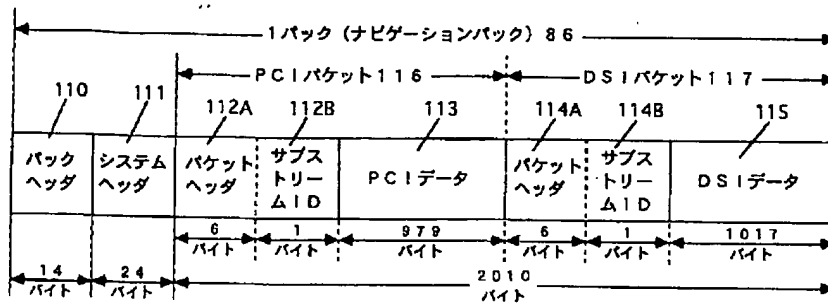 1パック（ナビゲーションパック）86
PCIパケット116
DSIパケット117
110
111
112A
112B
113
114A
114B
115
パック
ヘッダ
システム
ヘッダ
パケット
ヘッダ
サブス
トリー
ムID
PCIデータ
パケット
ヘッダ
サブス
トリー
ムID
DSIデータ
6
バイト
1
バイト
979
バイト
6
バイト
1
バイト
1017
バイト
14
バイト
24
バイト
2010
バイト